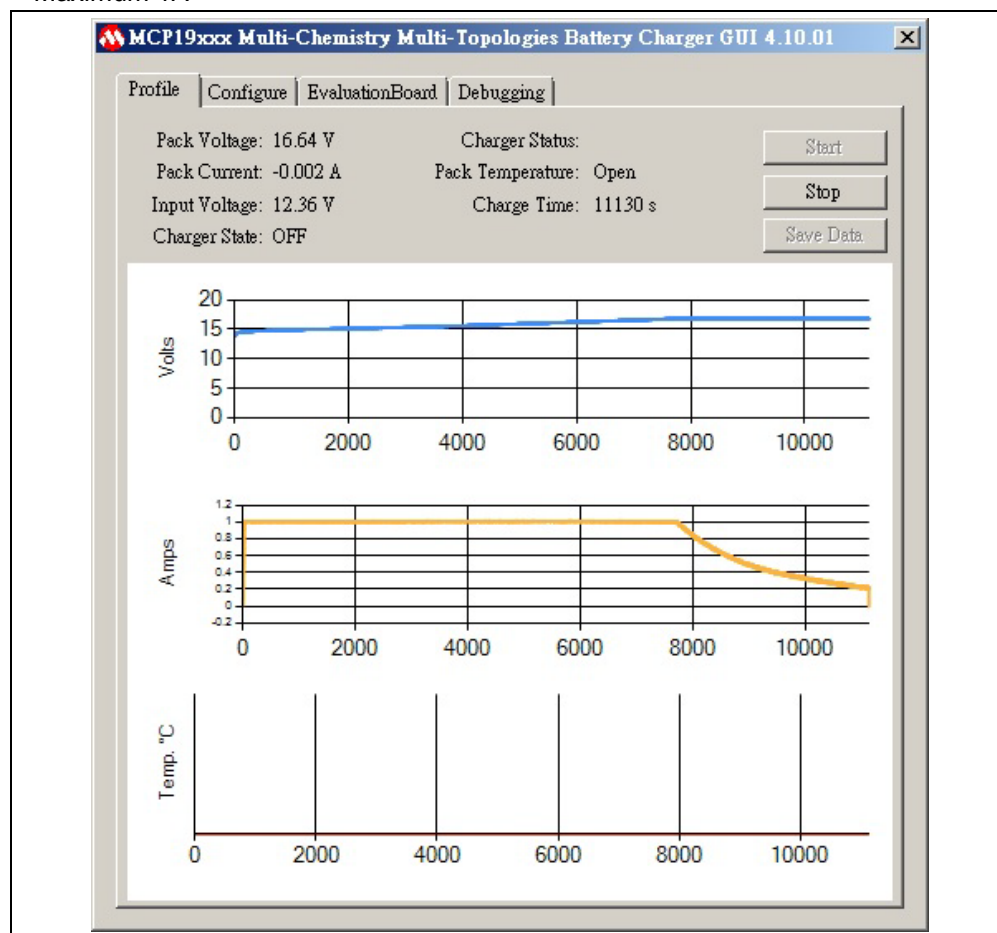 MCP19xxx Multi-Chemistry Multi-Topologies Battery Charger GUI 4.10.01
Profile Configure EvaluationBoard Debugging
Pack Voltage: 16.64 V Charger Status: Start
Pack Current: -0.002 A Pack Temperature: Open Stop
Input Voltage: 12.36 V Charge Time: 11130 s
Charger State: OFF Save Data
Volts
20
15
10
5
0
0 2000 4000 6000 8000 10000
Amps
1.2
1
0.8
0.6
0.4
0.2
0
-0.2
0 2000 4000 6000 8000 10000
Temp. °C
0 2000 4000 6000 8000 10000